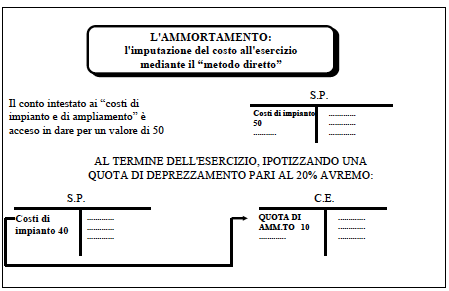 L'AMMORTAMENTO:
l'imputazione del costo all'esercizio
mediante il “metodo diretto”
Il conto intestato ai “costi di
impianto e di ampliamento” è
acceso in dare per un valore di 50
S.P.
Costi di impianto
50
...........
.............
.............
.............
AL TERMINE DELL'ESERCIZIO, IPOTIZZANDO UNA
QUOTA DI DEPREZZAMENTO PARI AL 20% AVREMO:
S.P.
Costi di
impianto 40
.............
.............
.............
C.E.
QUOTA DI
AMM.TO 10
.............
.............
.............
.............